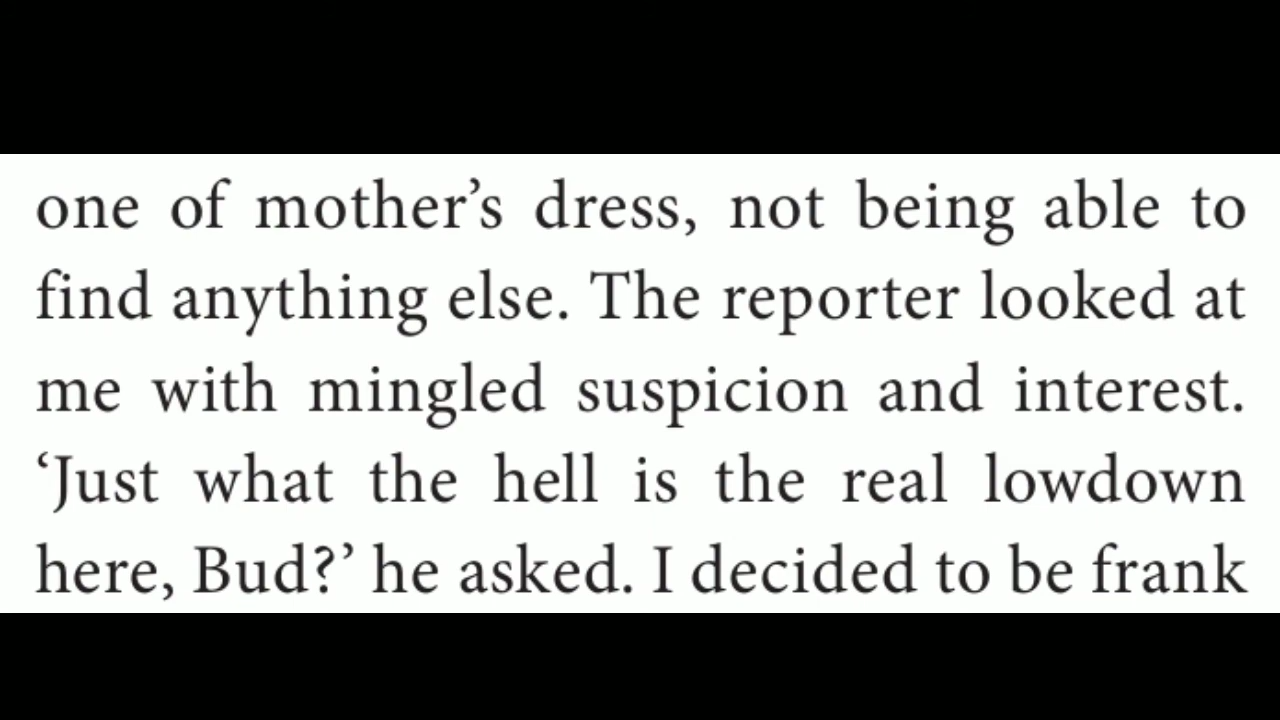 one of mother’s dress, not being able to
find anything else. The reporter looked at
me with mingled suspicion and interest.
‘Just what the hell is the real lowdown
here, Bud?’ he asked. I decided to be frank